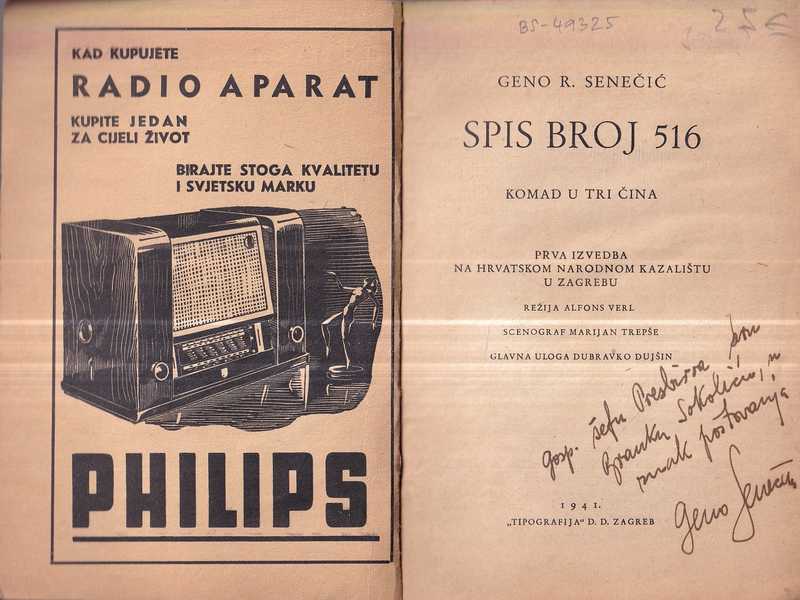 KAD KUPUJETE
RADIO APARAT
KUPITE JEDAN
ZA CIJELI ŽIVOT
BIRAJTE STOGA KVALITETU
I SVJETSKU MARKU
PHILIPS
BS-49325
25€
GENO R. SENEČIĆ
SPIS BROJ 516
KOMAD U TRI ČINA
PRVA IZVEDBA
NA HRVATSKOM NARODNOM KAZALIŠTU
U ZAGREBU
REŽIJA ALFONS VERL
SCENOGRAF MARIJAN TREPŠE
GLAVNA ULOGA DUBRAVKO DUJŠIN
gosp. šefu Presbiroa
Branku Sokoliću, u
znak poštovanja
Geno Senečić
1941.
„TIPOGRAFIJA“ D. D. ZAGREB